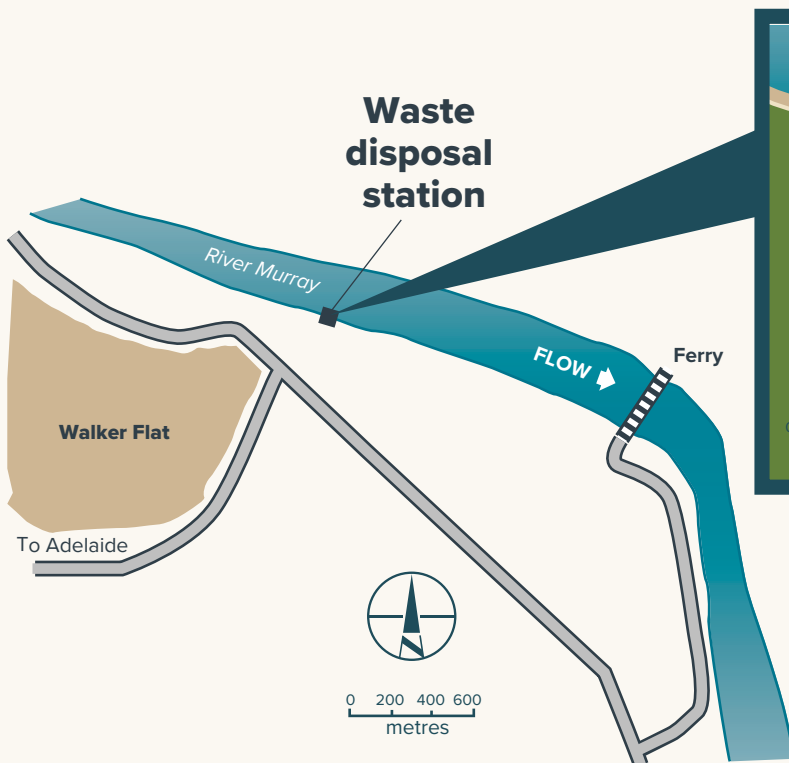 Waste
disposal
station
River Murray
FLOW
Ferry
Walker Flat
To Adelaide
0 200 400 600
metres